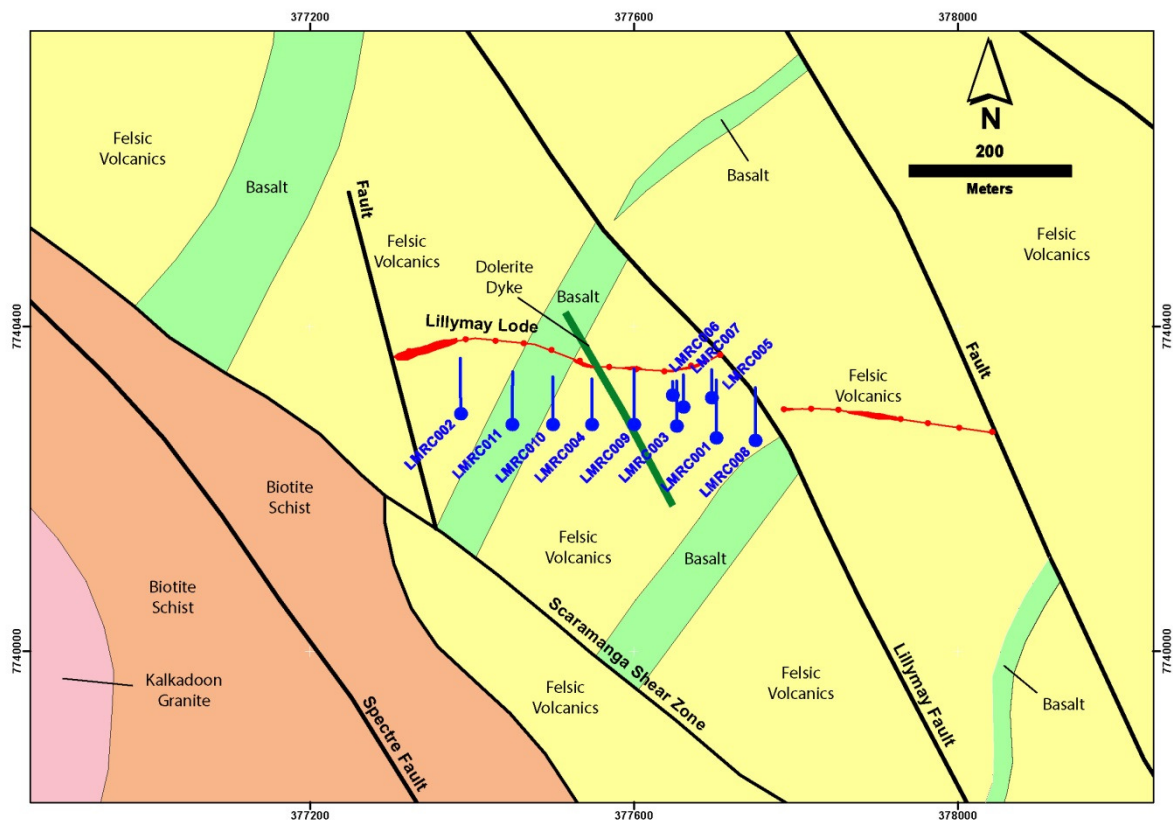 377200
377600
378000
N
200
Meters
Felsic
Volcanics
Basalt
Fault
Felsic
Volcanics
Basalt
Felsic
Volcanics
Dolerite
Dyke
Basalt
7740400
7740400
Lillymay Lode
LMRC006
LMRC007
LMRC005
Fault
Felsic
Volcanics
LMRC002
LMRC011
LMRC010
LMRC004
LMRC009
LMRC003
LMRC001
LMRC008
Biotite
Schist
Felsic
Volcanics
Basalt
Biotite
Schist
Scaramanga Shear Zone
7740000
7740000
Kalkadoon
Granite
Spectre Fault
Felsic
Volcanics
Felsic
Volcanics
Lillymay Fault
Basalt
377200
377600
378000